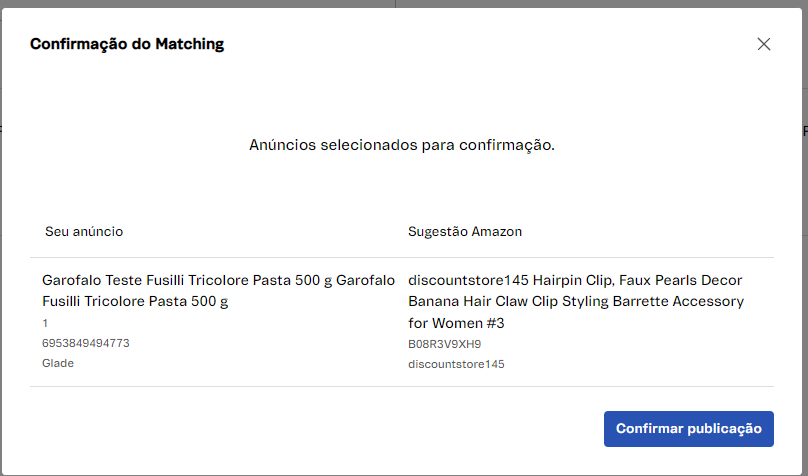 Confirmação do Matching
Anúncios selecionados para confirmação.
Seu anúncio
Sugestão Amazon
Garofalo Teste Fusilli Tricolore Pasta 500 g Garofalo
Fusilli Tricolore Pasta 500 g
1
6953849494773
Glade
discountstore145 Hairpin Clip, Faux Pearls Decor
Banana Hair Claw Clip Styling Barrette Accessory
for Women #3
B08R3V9XH9
discountstore145
Confirmar publicação